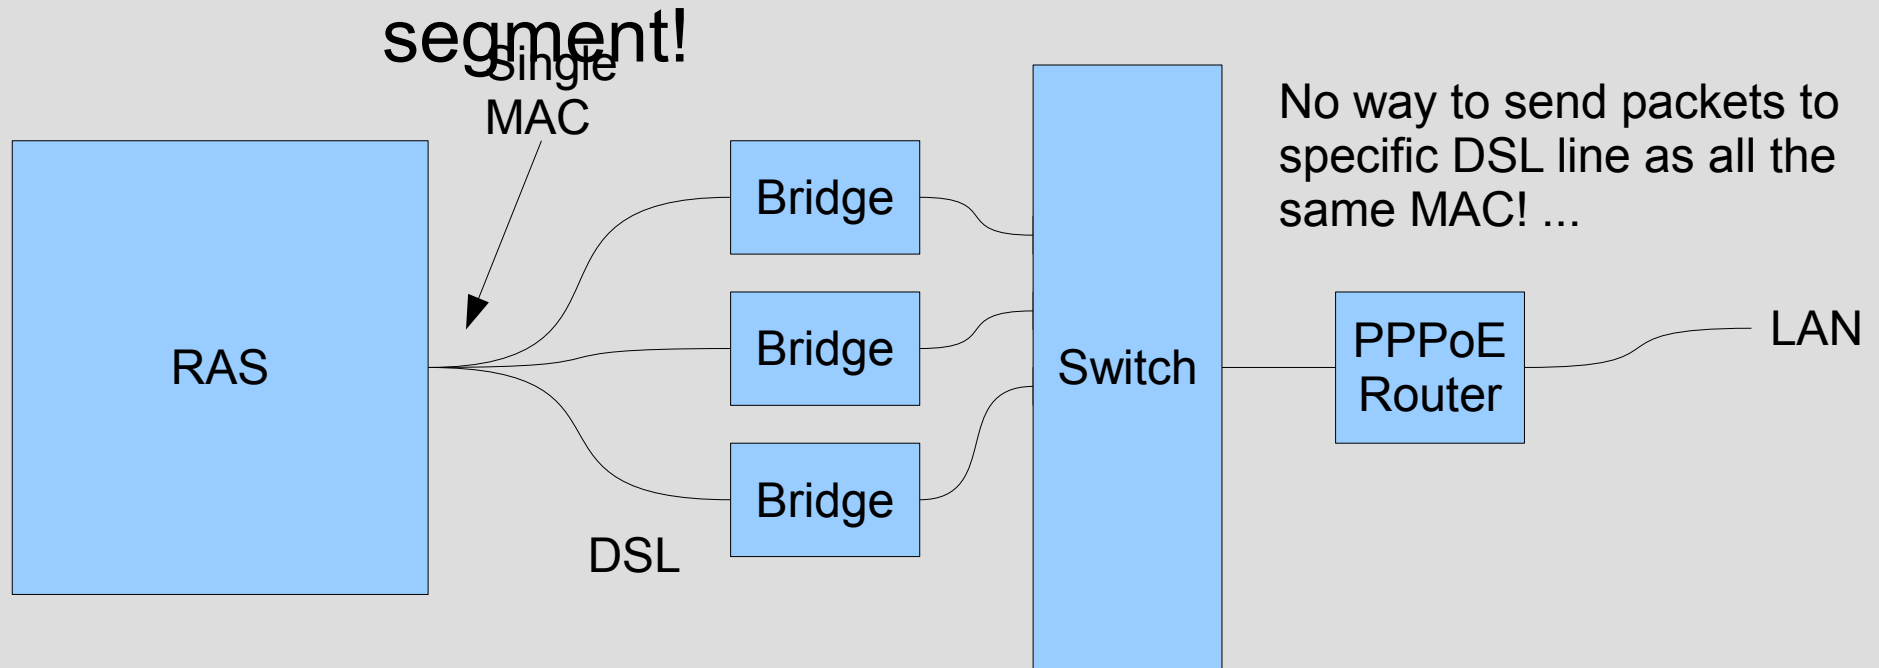 segment!
Single
MAC
No way to send packets to
specific DSL line as all the
same MAC! ...
RAS
Bridge
Bridge
Bridge
DSL
Switch
PPPoE
Router
LAN